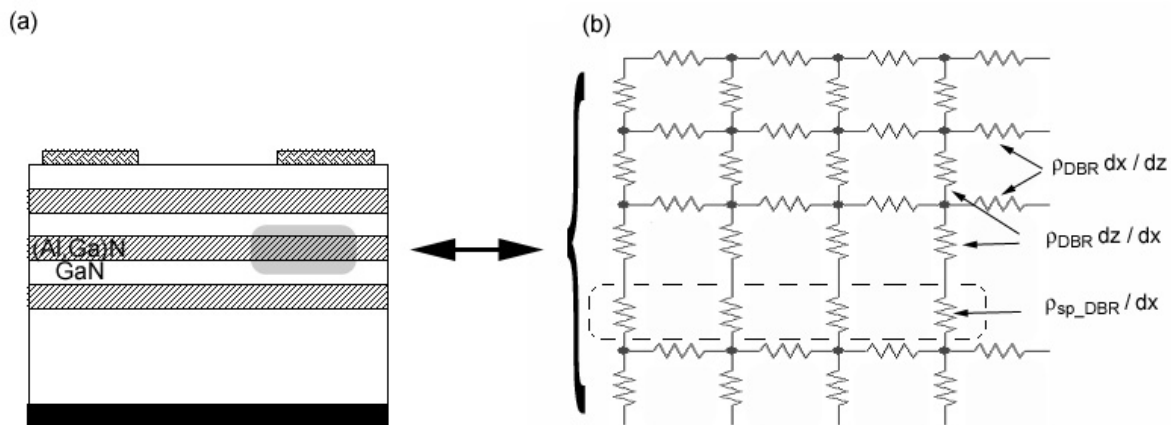 (a)
(b)
(Al,Ga)N
GaN
ρDBR dx / dz
ρDBR dz / dx
ρsp_DBR / dx